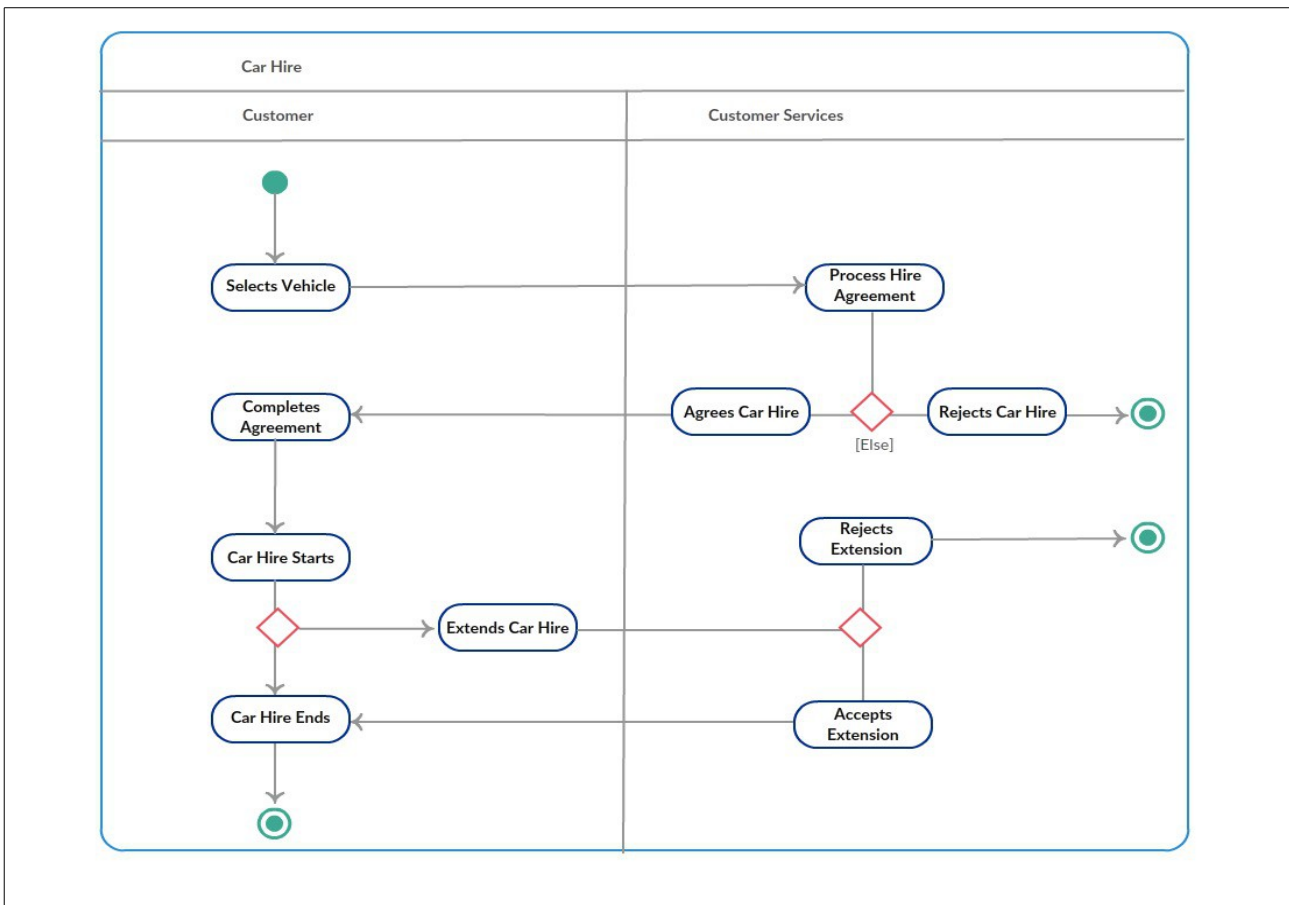 Car Hire
Customer
Customer Services
Selects Vehicle
Process Hire
Agreement
Completes
Agreement
Agrees Car Hire
Rejects Car Hire
[Else]
Car Hire Starts
Rejects
Extension
Extends Car Hire
Car Hire Ends
Accepts
Extension